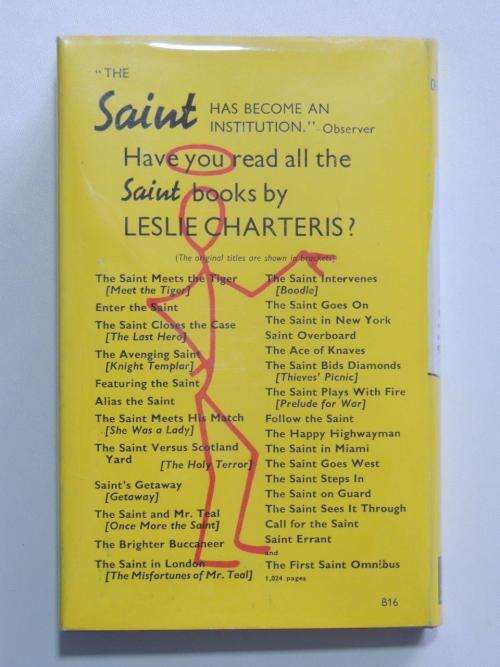 "THE
Saint HAS BECOME AN
INSTITUTION." -Observer
Have you read all the
Saint books by
LESLIE CHARTERIS?
(The original titles are shown in brackets)
The Saint Meets the Tiger
[Meet the Tiger]
Enter the Saint
The Saint Closes the Case
[The Last Hero]
The Avenging Saint
[Knight Templar]
Featuring the Saint
Alias the Saint
The Saint Meets His Match
[She Was a Lady]
The Saint Versus Scotland
Yard [The Holy Terror]
Saint's Getaway
[Getaway]
The Saint and Mr. Teal
[Once More the Saint]
The Brighter Buccaneer
The Saint in London
[The Misfortunes of Mr. Teal]
The Saint Intervenes
[Boodle]
The Saint Goes On
The Saint in New York
Saint Overboard
The Ace of Knaves
The Saint Bids Diamonds
[Thieves' Picnic]
The Saint Plays With Fire
[Prelude for War]
Follow the Saint
The Happy Highwayman
The Saint in Miami
The Saint Goes West
The Saint Steps In
The Saint on Guard
The Saint Sees It Through
Call for the Saint
Saint Errant
and
The First Saint Omnibus
1,024 pages
B16